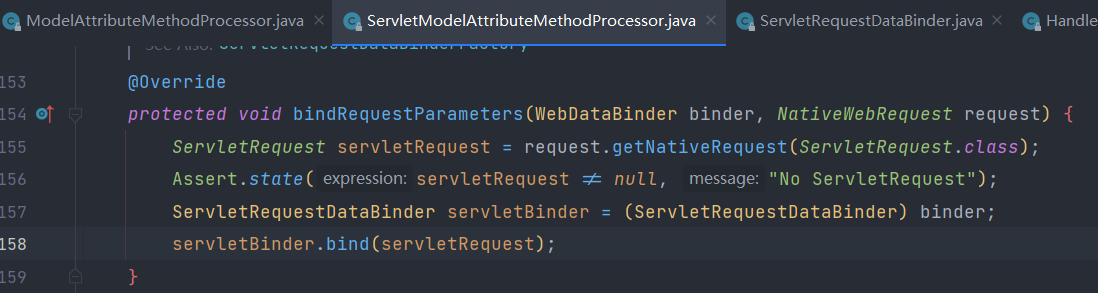 ModelAttributeMethodProcessor.java × ServletModelAttributeMethodProcessor.java × ServletRequestDataBinder.java × Handle
See Also: ServletRequestDataBinderFactory
153 @Override
154 protected void bindRequestParameters(WebDataBinder binder, NativeWebRequest request) {
155 ServletRequest servletRequest = request.getNativeRequest(ServletRequest.class);
156 Assert.state( expression: servletRequest ≠ null, message: "No ServletRequest");
157 ServletRequestDataBinder servletBinder = (ServletRequestDataBinder) binder;
158 servletBinder.bind(servletRequest);
159 }